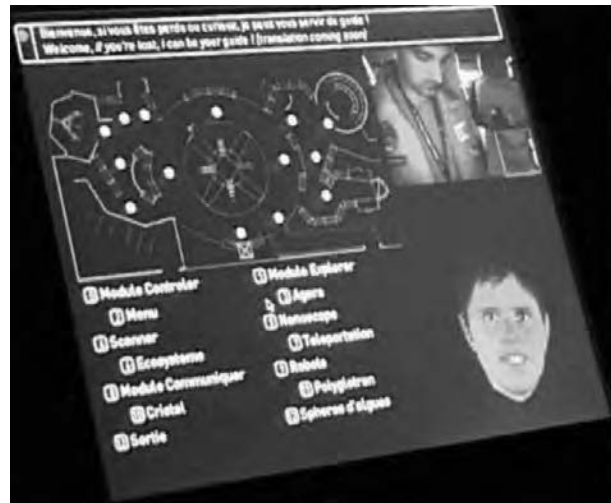 Bienvenue, si vous êtes perdu ou curieux, je peux vous servir de guide !
Welcome, if you're lost, I can be your guide ! (translation coming soon)
Module Controler
Menu
Scanner
Ecosysteme
Module Communiquer
Cristal
Sortie
Module Explorer
Agora
Nanoscope
Teleportation
Robots
Polyglotron
Spheres d'algues